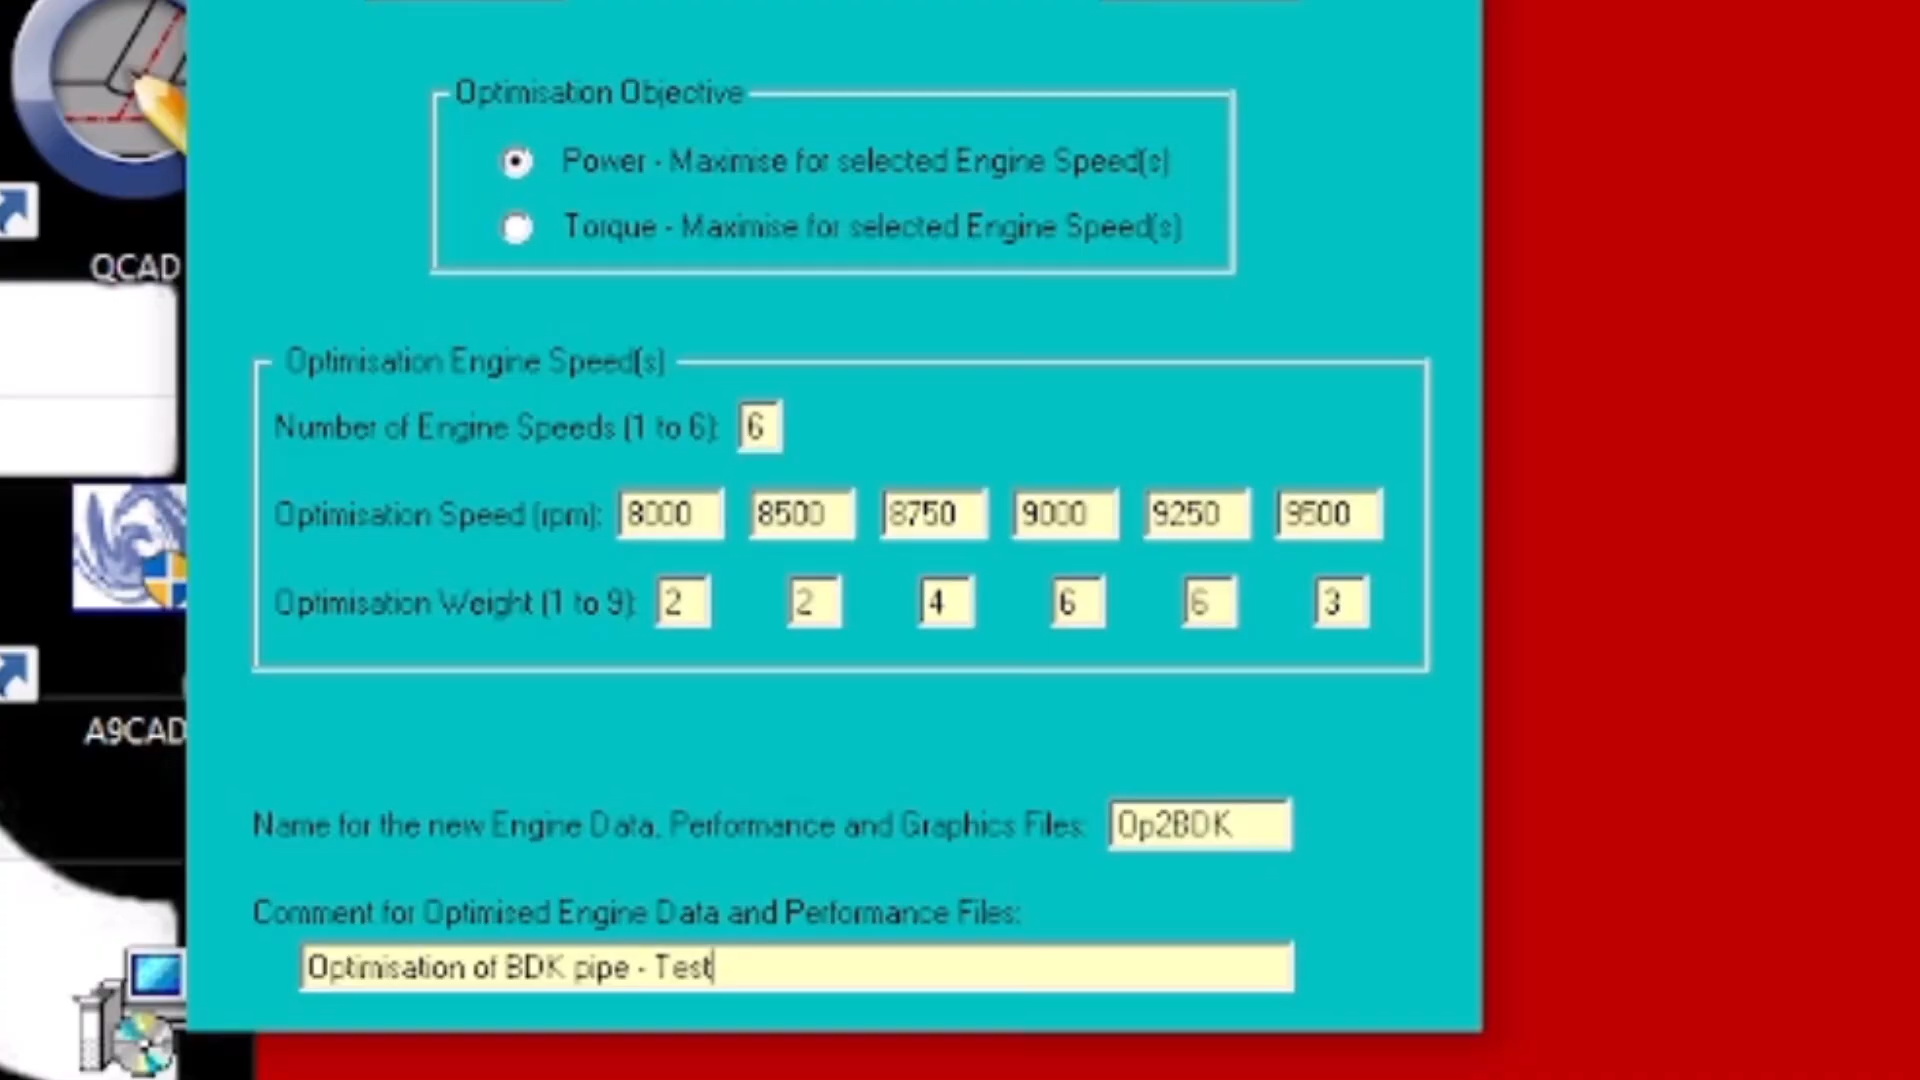 Optimisation Objective
Power - Maximise for selected Engine Speed(s)
Torque - Maximise for selected Engine Speed(s)
QCAD
Optimisation Engine Speed(s)
Number of Engine Speeds (1 to 6): 6
Optimisation Speed (rpm): 8000 8500 8750 9000 9250 9500
Optimisation Weight (1 to 9): 2 2 4 6 6 3
A9CAD
Name for the new Engine Data, Performance and Graphics Files: Op2BDK
Comment for Optimised Engine Data and Performance Files:
Optimisation of BDK pipe - Test